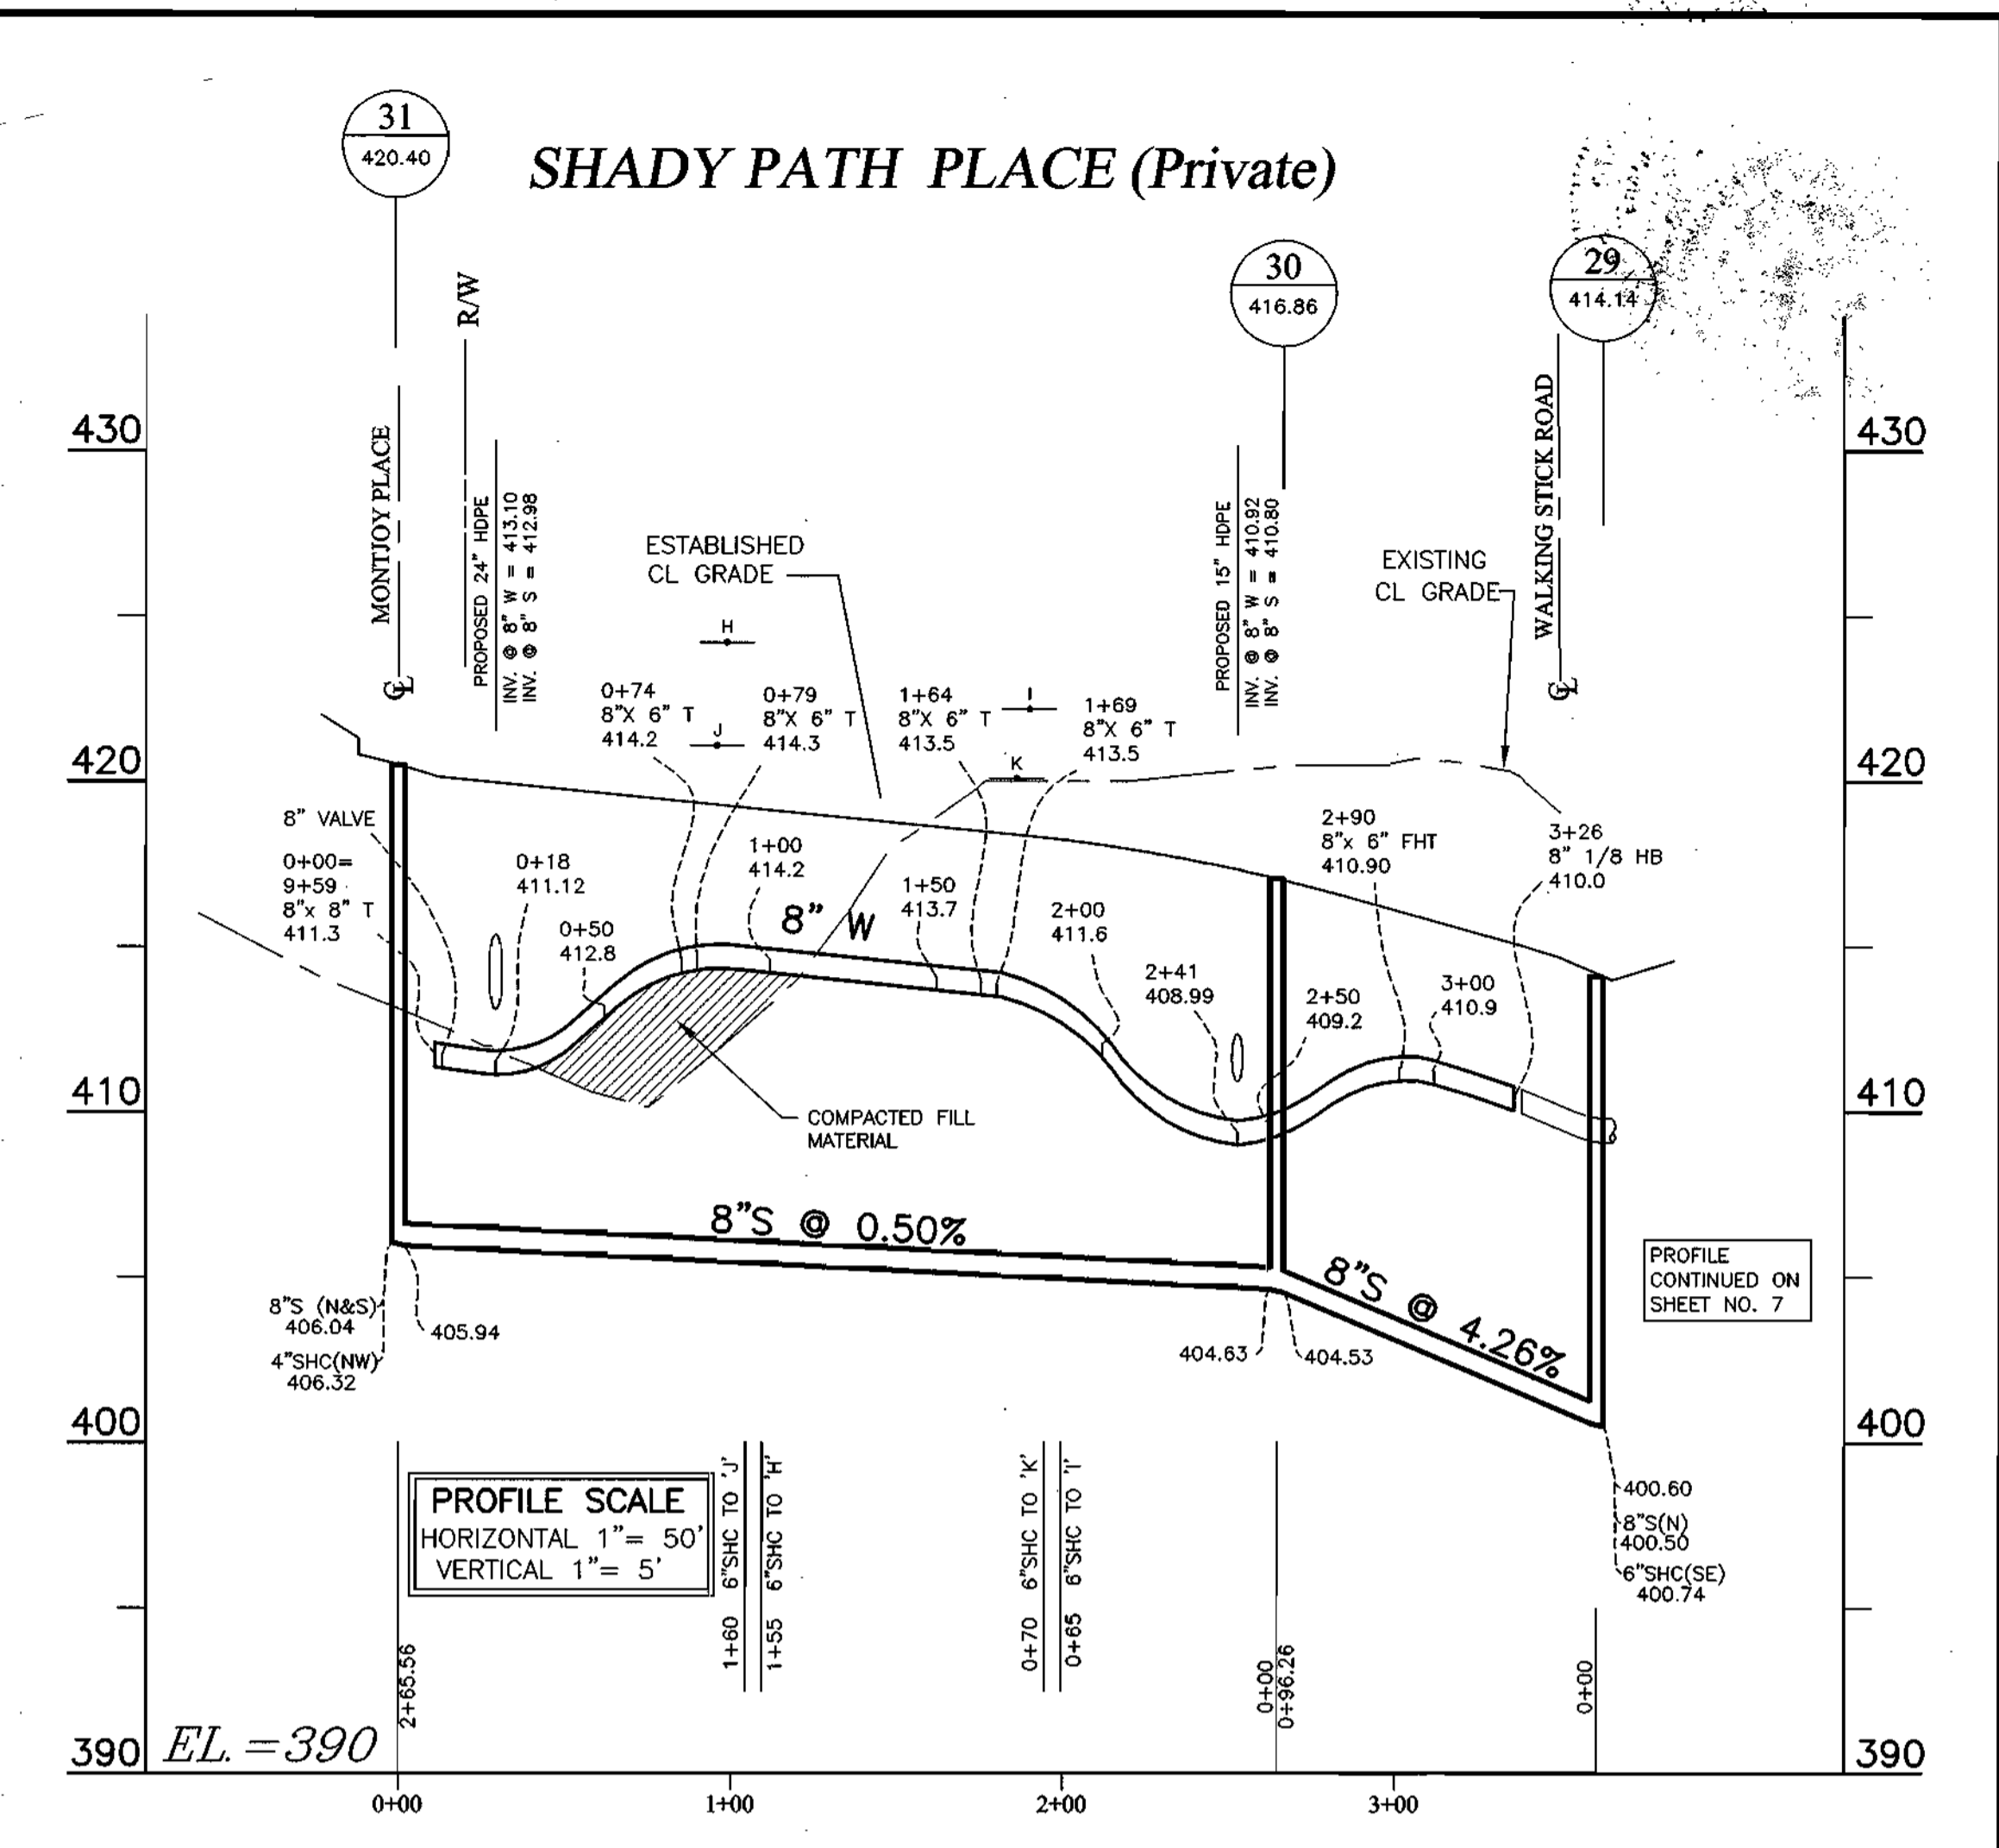 31
420.40
SHADY PATH PLACE (Private)
30
416.86
29
414.14
R/W
MONTJOY PLACE
CL
PROPOSED 24" HDPE
INV. @ 8" W = 413.10
INV. @ 8" S = 412.98
ESTABLISHED
CL GRADE
PROPOSED 15" HDPE
INV. @ 8" W = 410.92
INV. @ 8" S = 410.80
EXISTING
CL GRADE
WALKING STICK ROAD
CL
430
430
H
0+74
8"X 6" T
414.2
J
0+79
8"X 6" T
414.3
1+64
8"X 6" T
413.5
I
1+69
8"X 6" T
413.5
K
420
420
8" VALVE
0+00=
9+59
8"x 8" T
411.3
0+18
411.12
0+50
412.8
1+00
414.2
8" W
1+50
413.7
2+00
411.6
2+41
408.99
2+50
409.2
2+90
8"x 6" FHT
410.90
3+00
410.9
3+26
8" 1/8 HB
410.0
410
410
COMPACTED FILL
MATERIAL
8"S @ 0.50%
8"S @ 4.26%
PROFILE
CONTINUED ON
SHEET NO. 7
8"S (N&S)
406.04
4"SHC(NW)
406.32
405.94
404.63
404.53
400
400
400.60
8"S(N)
400.50
6"SHC(SE)
400.74
PROFILE SCALE
HORIZONTAL 1"= 50'
VERTICAL 1"= 5'
1+60 6"SHC TO 'J'
1+55 6"SHC TO 'H'
0+70 6"SHC TO 'K'
0+65 6"SHC TO 'I'
2+65.56
0+00
0+96.26
0+00
390
EL. =390
390
0+00
1+00
2+00
3+00